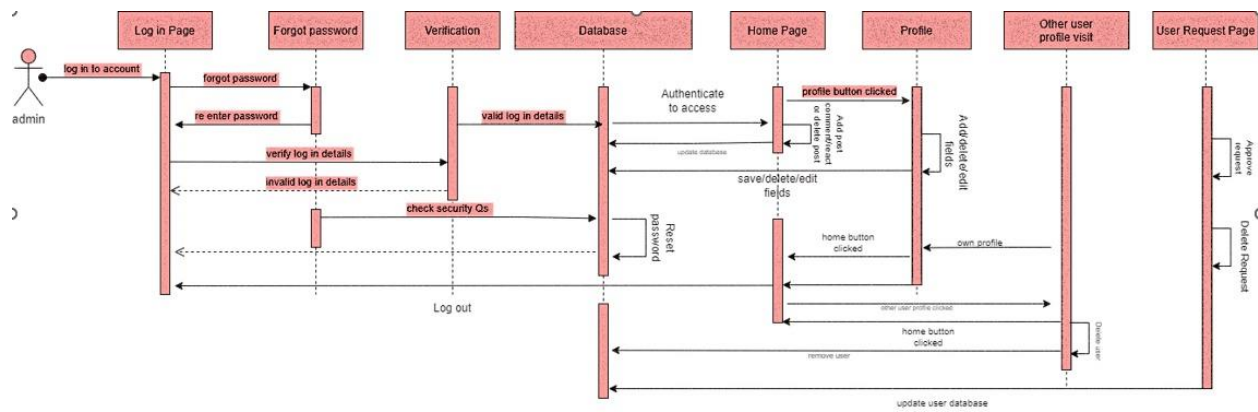 Log in Page
Forgot password
Verification
Database
Home Page
Profile
Other user
profile visit
User Request Page
admin
log in to account
forgot password
re enter password
verify log in details
invalid log in details
valid log in details
check security Qs
Reset
password
Authenticate
to access
update database
profile button clicked
Add post
comment/react
or delete post
Add/delete/edit
fields
save/delete/edit
fields
home button
clicked
own profile
Approve
request
Delete Request
Log out
other user profile clicked
home button
clicked
Delete user
remove user
update user database